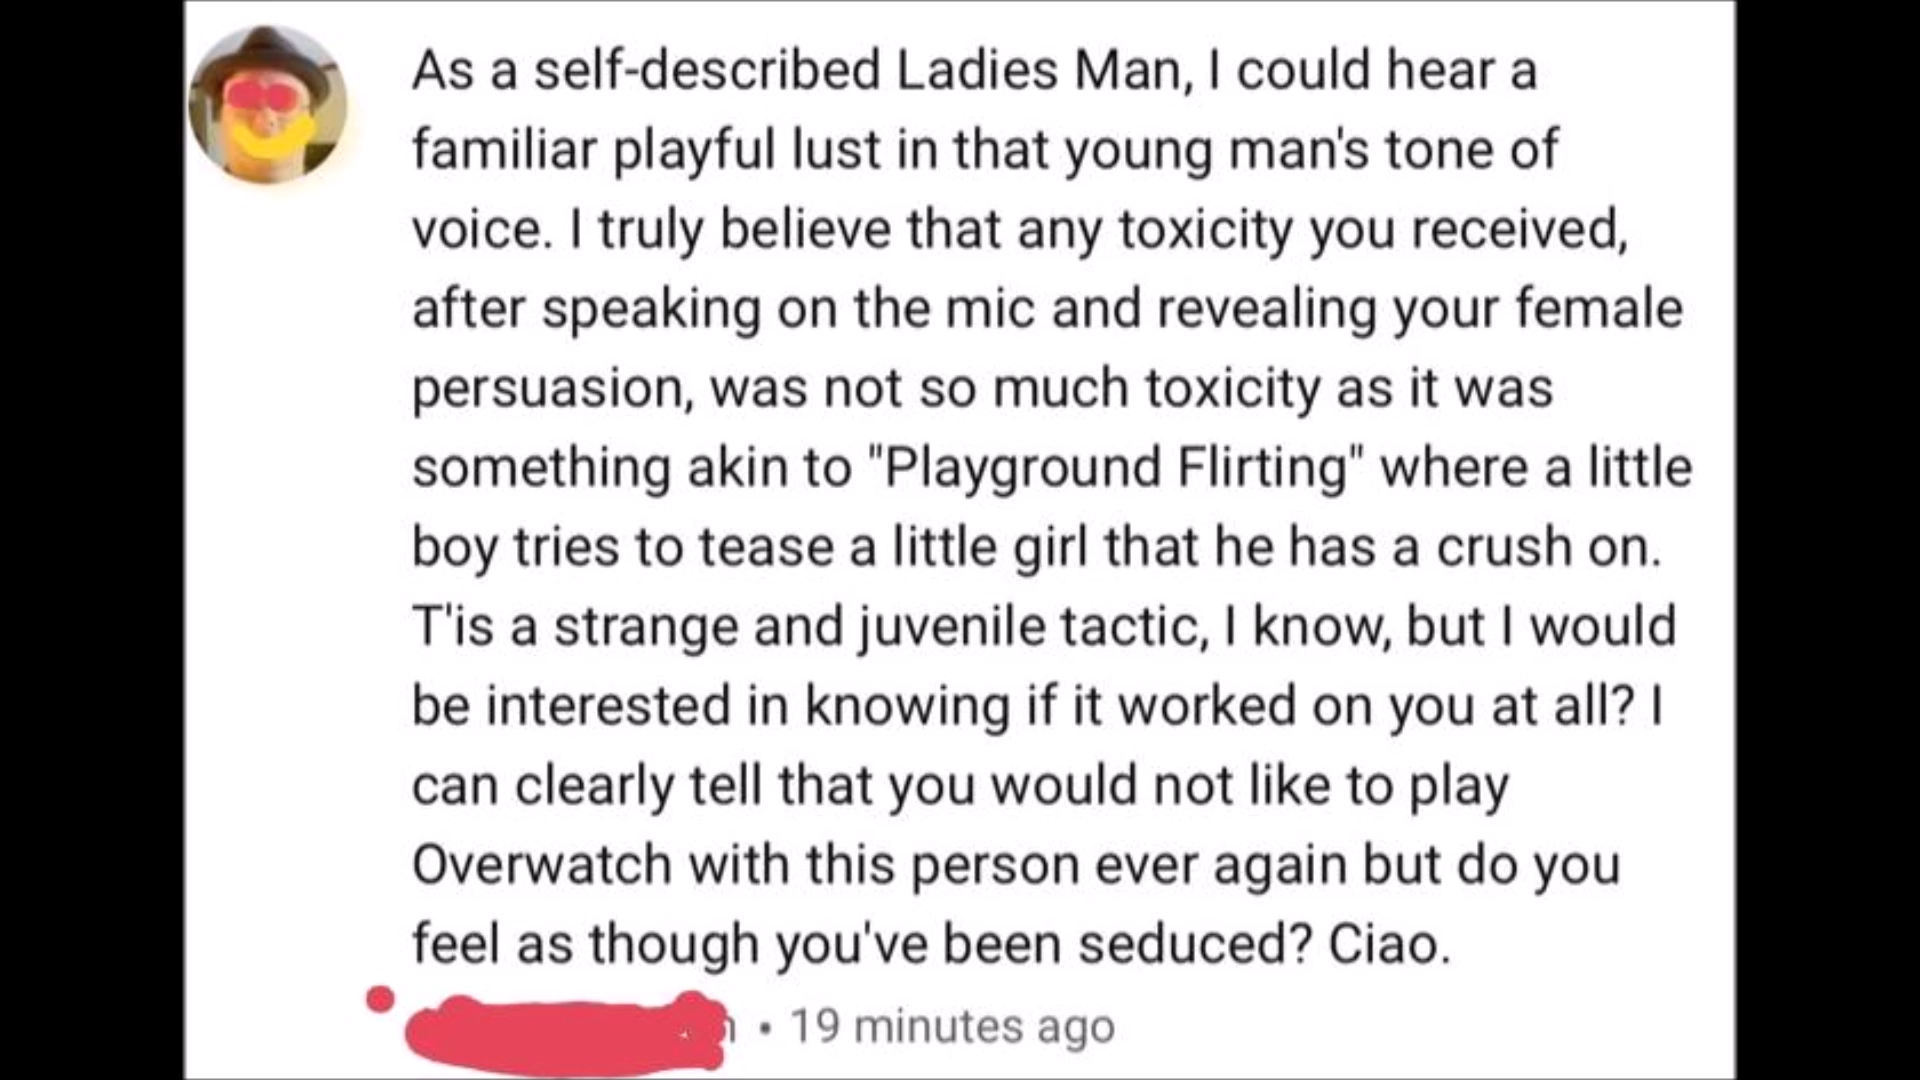 As a self-described Ladies Man, I could hear a
familiar playful lust in that young man's tone of
voice. I truly believe that any toxicity you received,
after speaking on the mic and revealing your female
persuasion, was not so much toxicity as it was
something akin to "Playground Flirting" where a little
boy tries to tease a little girl that he has a crush on.
T'is a strange and juvenile tactic, I know, but I would
be interested in knowing if it worked on you at all? I
can clearly tell that you would not like to play
Overwatch with this person ever again but do you
feel as though you've been seduced? Ciao.
• 19 minutes ago